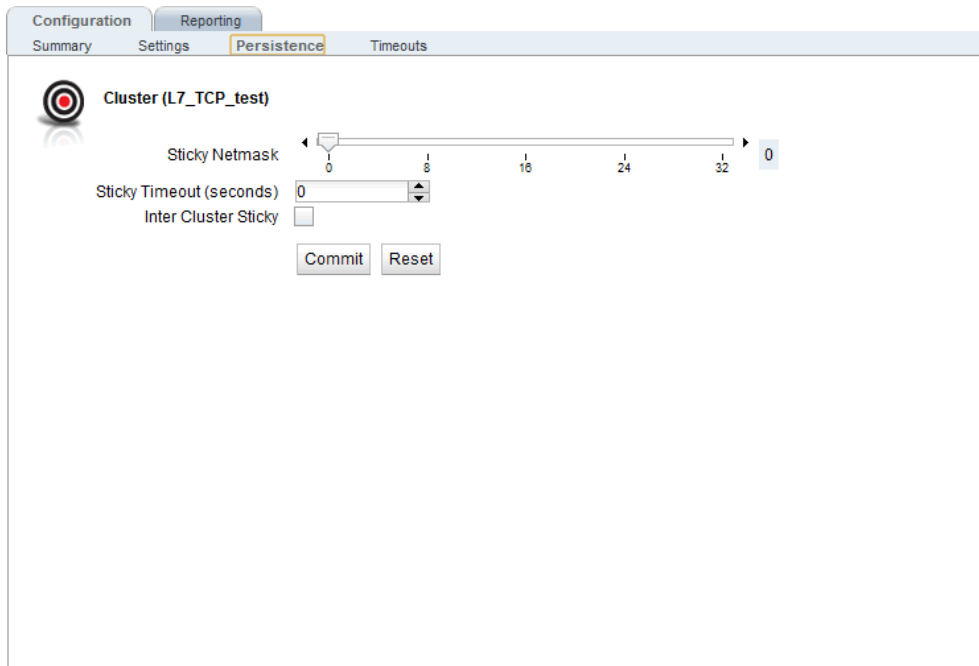 Configuration Reporting
Summary Settings Persistence Timeouts
Cluster (L7_TCP_test)
Sticky Netmask 0
0 8 16 24 32
Sticky Timeout (seconds) 0
Inter Cluster Sticky
Commit Reset